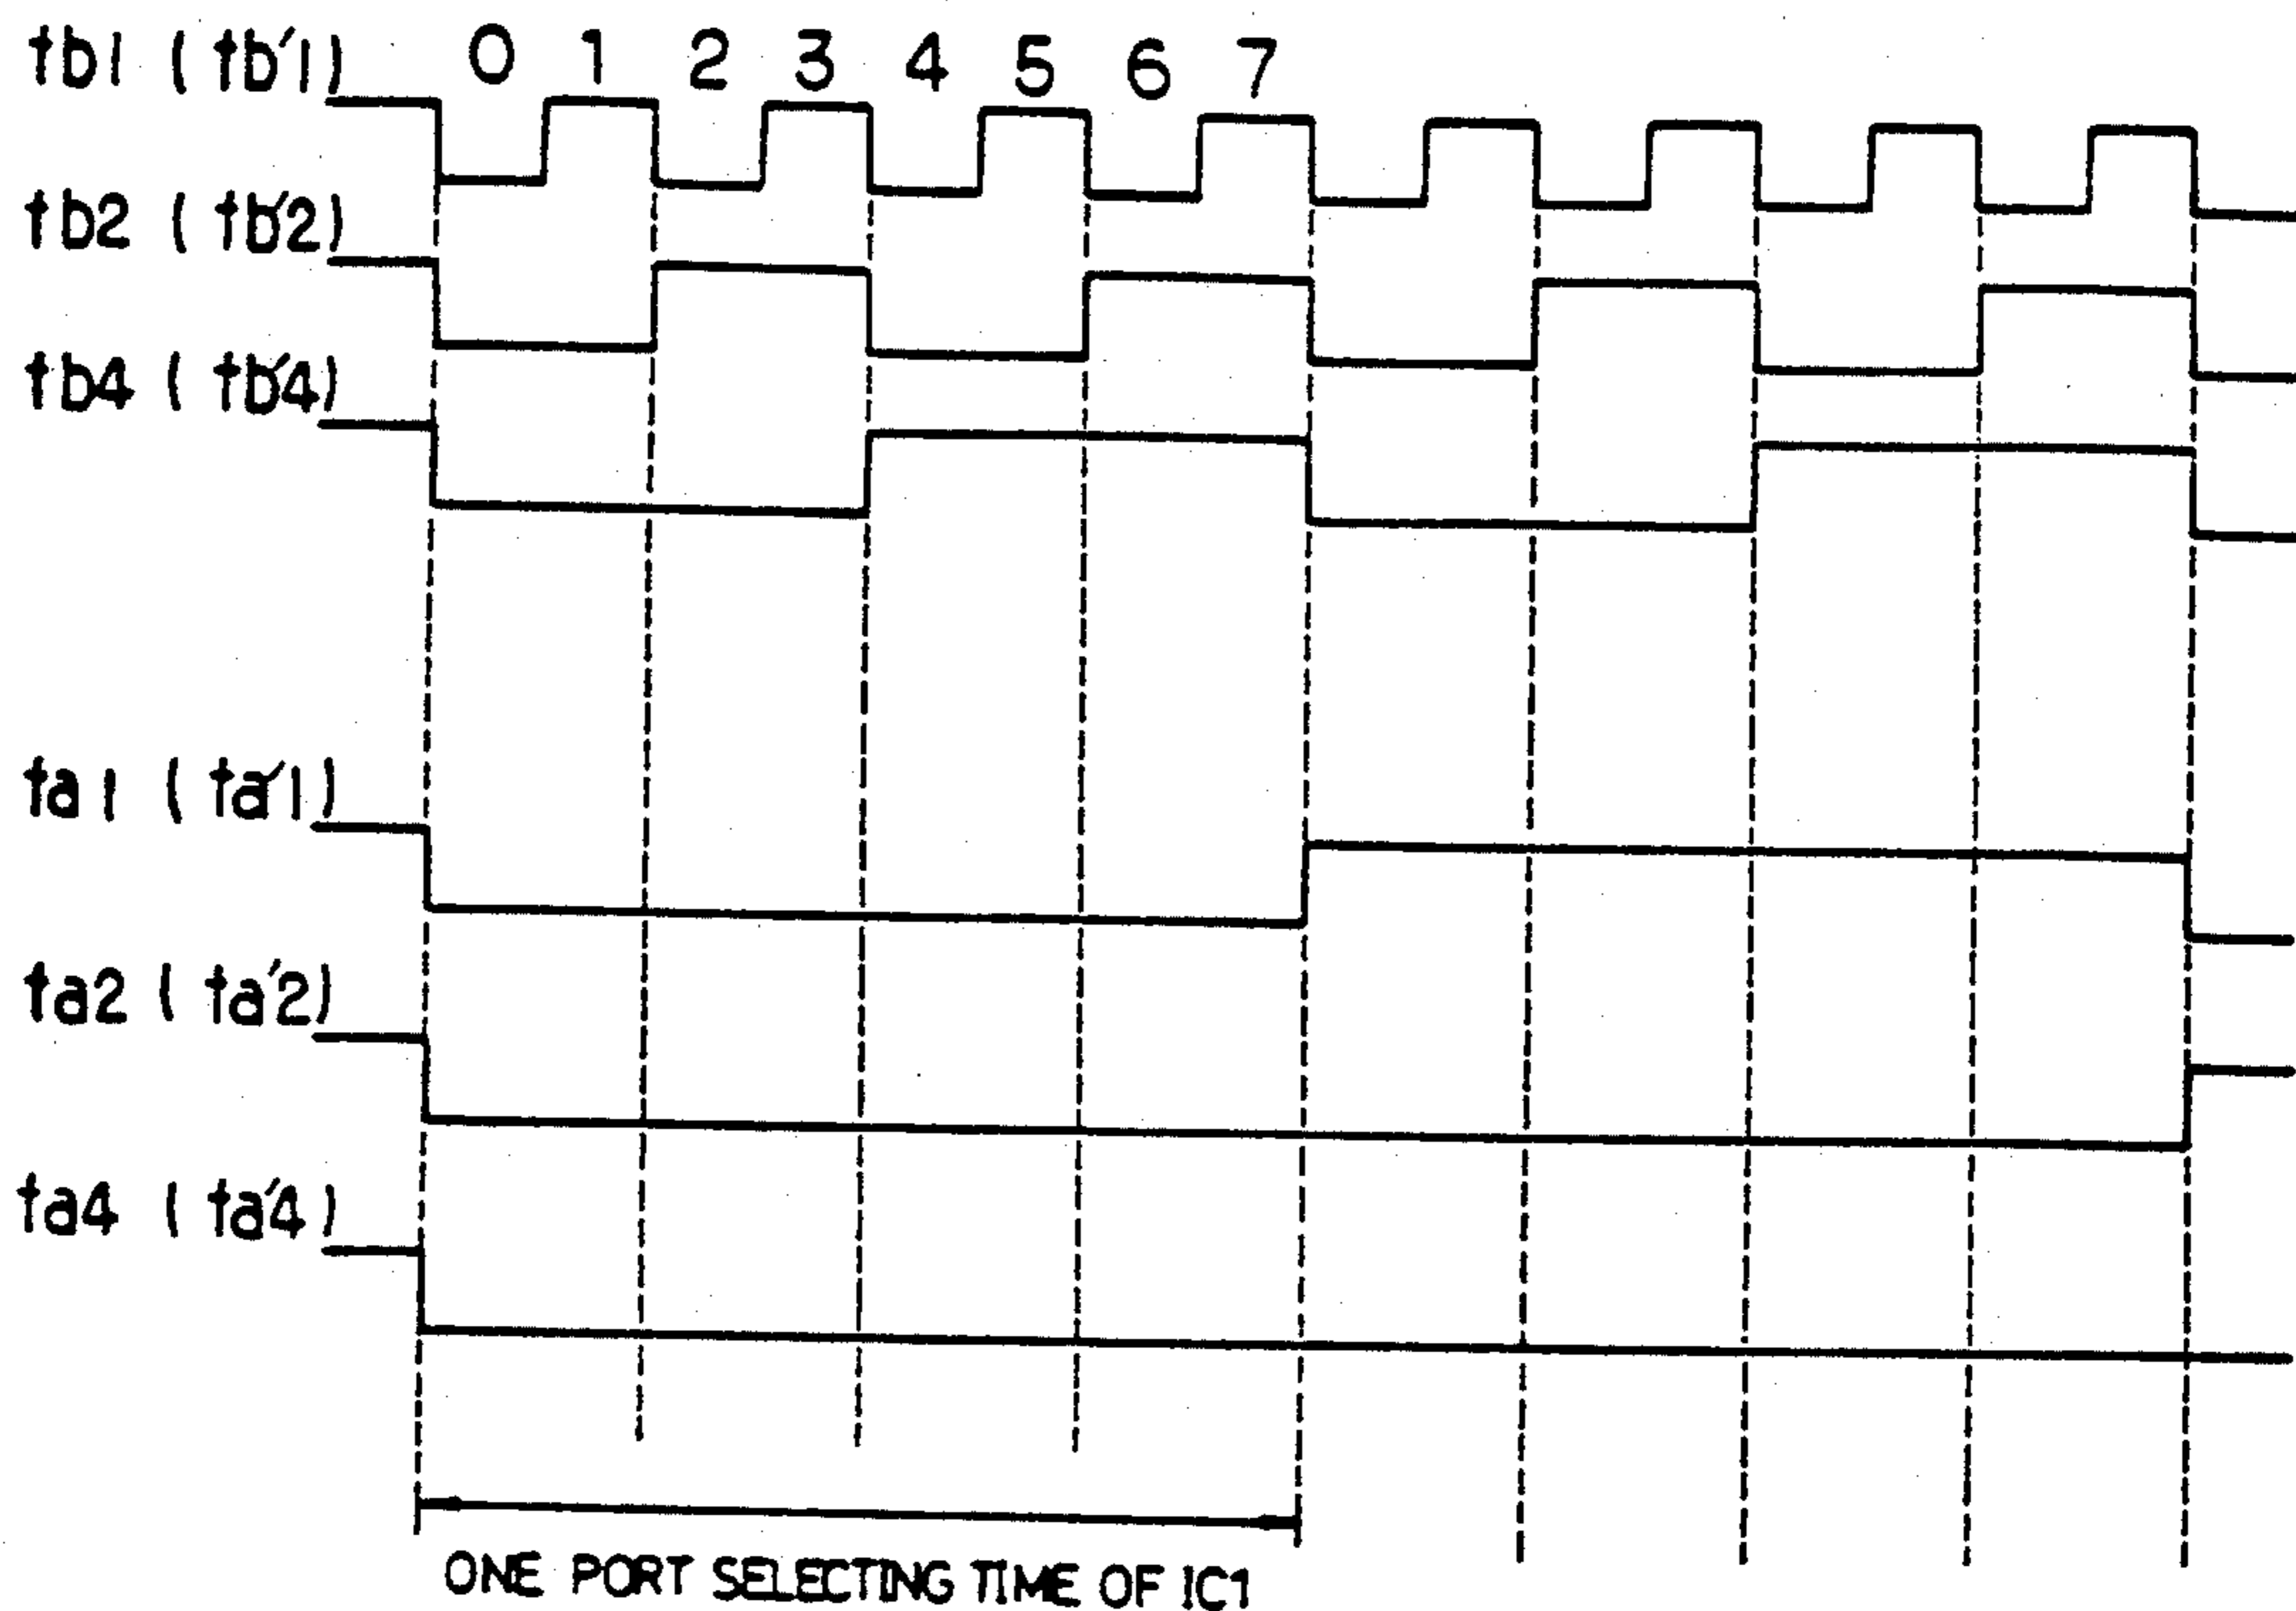 tb1 ( tb'1) 0 1 2 3 4 5 6 7
tb2 ( tb'2)
tb4 ( tb'4)
ta1 ( ta'1)
ta2 ( ta'2)
ta4 ( ta'4)
ONE PORT SELECTING TIME OF IC1